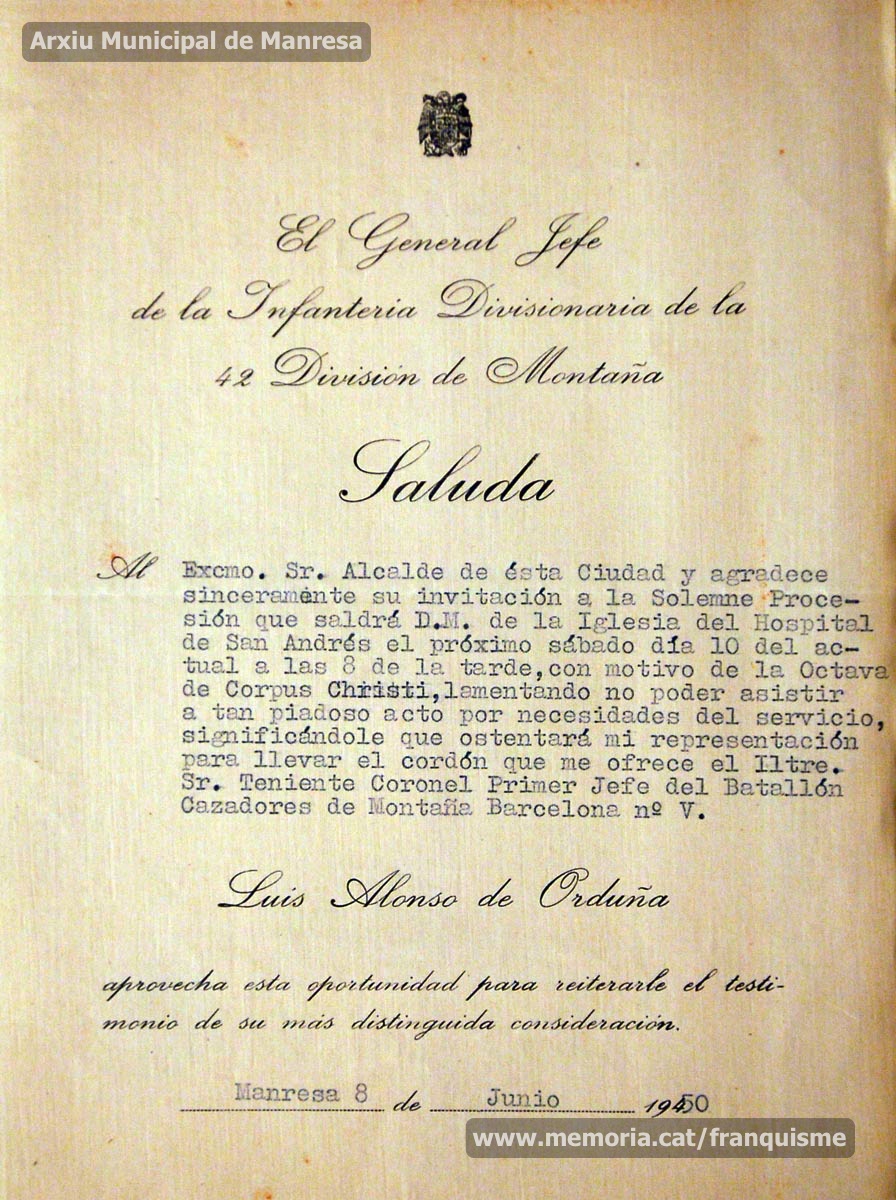 Arxiu Municipal de Manresa
El General Jefe
de la Infanteria Divisionaria de la
42 División de Montaña
Saluda
Al Excmo. Sr. Alcalde de ésta Ciudad y agradece
sinceramente su invitación a la Solemne Proce-
sión que saldrá D.M. de la Iglesia del Hospital
de San Andrés el próximo sábado día 10 del ac-
tual a las 8 de la tarde,con motivo de la Octava
de Corpus Christi,lamentando no poder asistir
a tan piadoso acto por necesidades del servicio,
significándole que ostentará mi representación
para llevar el cordón que me ofrece el Iltre.
Sr. Teniente Coronel Primer Jefe del Batallón
Cazadores de Montaña Barcelona nº V.
Luis Alonso de Orduña
aprovecha esta oportunidad para reiterarle el testi-
monio de su más distinguida consideración.
Manresa 8 de Junio 1950
www.memoria.cat/franquisme